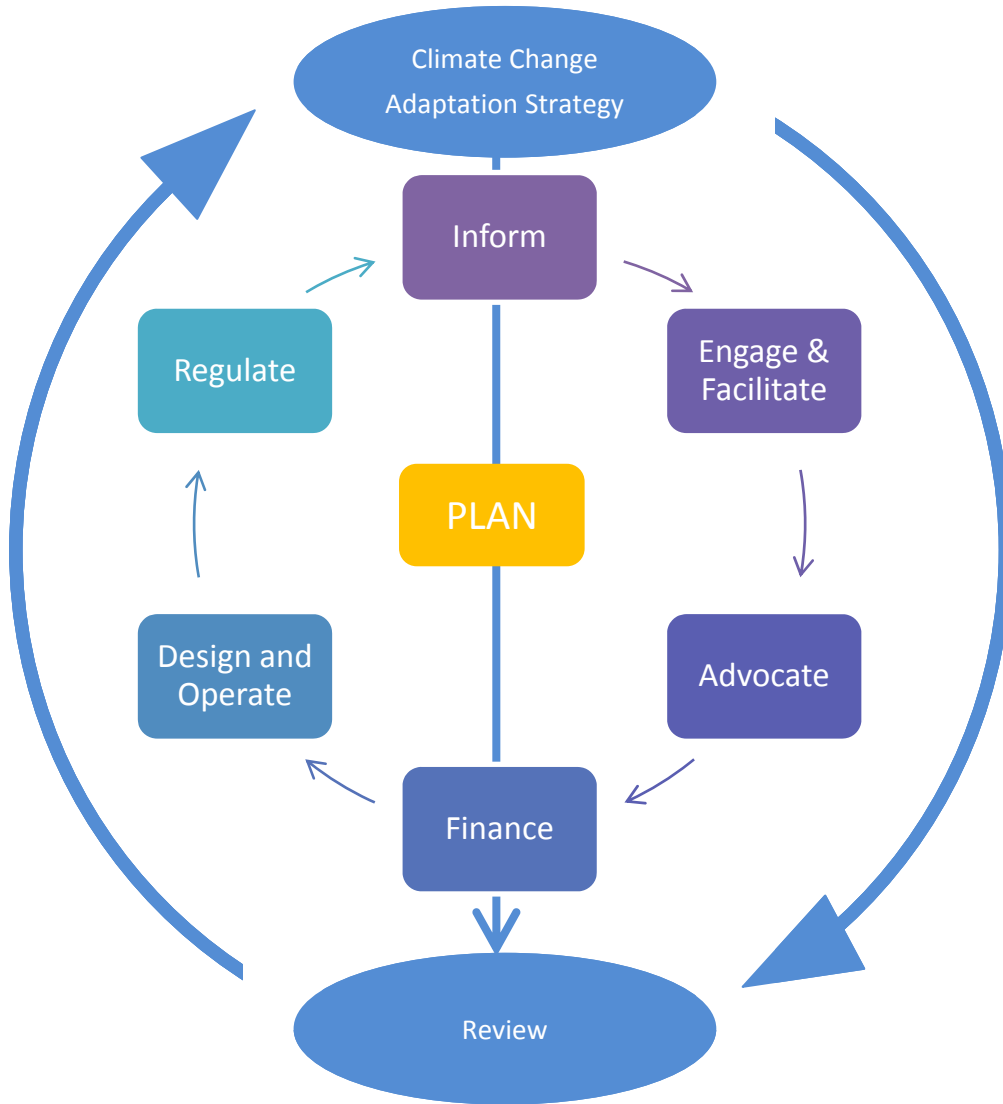 Climate Change
Adaptation Strategy
Inform
Regulate
Engage &
Facilitate
PLAN
Design and
Operate
Advocate
Finance
Review